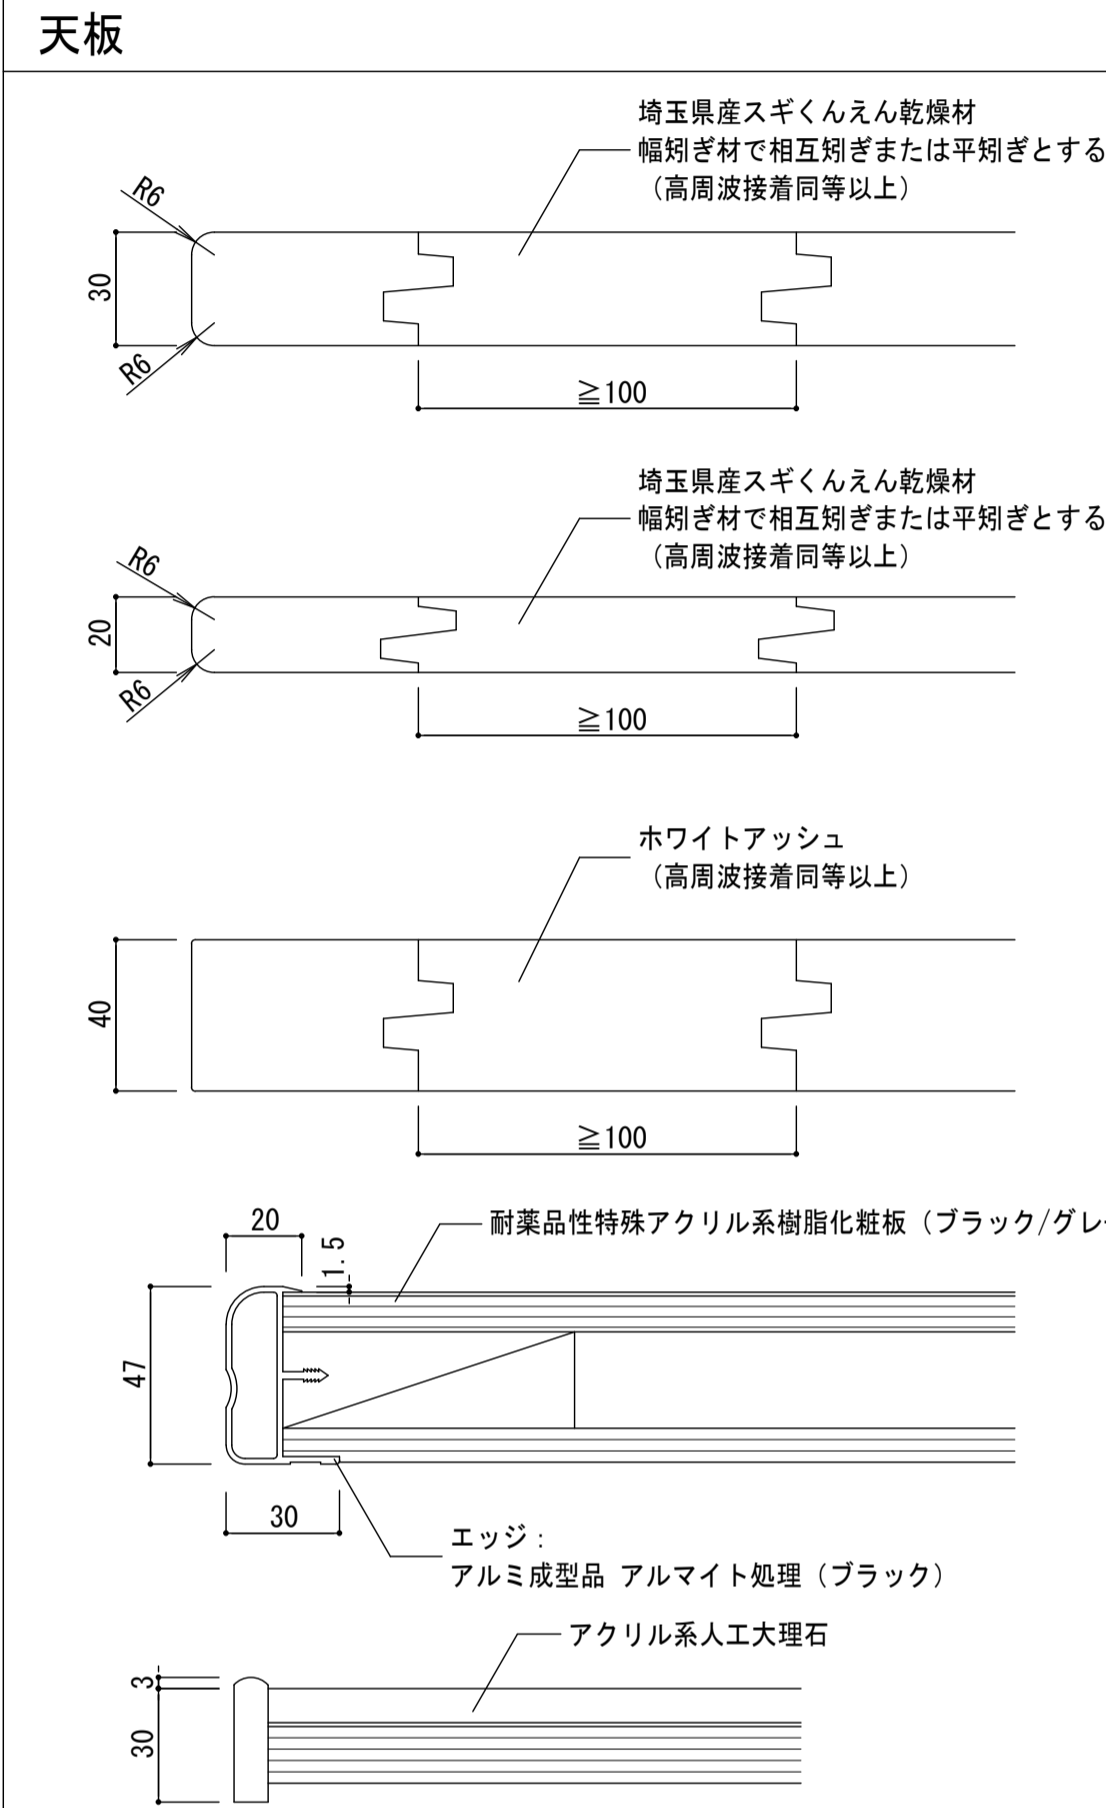 天板
埼玉県産スギくんえん乾燥材
幅矧ぎ材で相互矧ぎまたは平矧ぎとする
（高周波接着同等以上）
R6
30
R6
≧100
埼玉県産スギくんえん乾燥材
幅矧ぎ材で相互矧ぎまたは平矧ぎとする
（高周波接着同等以上）
R6
20
R6
≧100
ホワイトアッシュ
（高周波接着同等以上）
40
≧100
耐薬品性特殊アクリル系樹脂化粧板（ブラック/グレ
20
1.5
47
30
エッジ：
アルミ成型品 アルマイト処理（ブラック）
アクリル系人工大理石
3
30